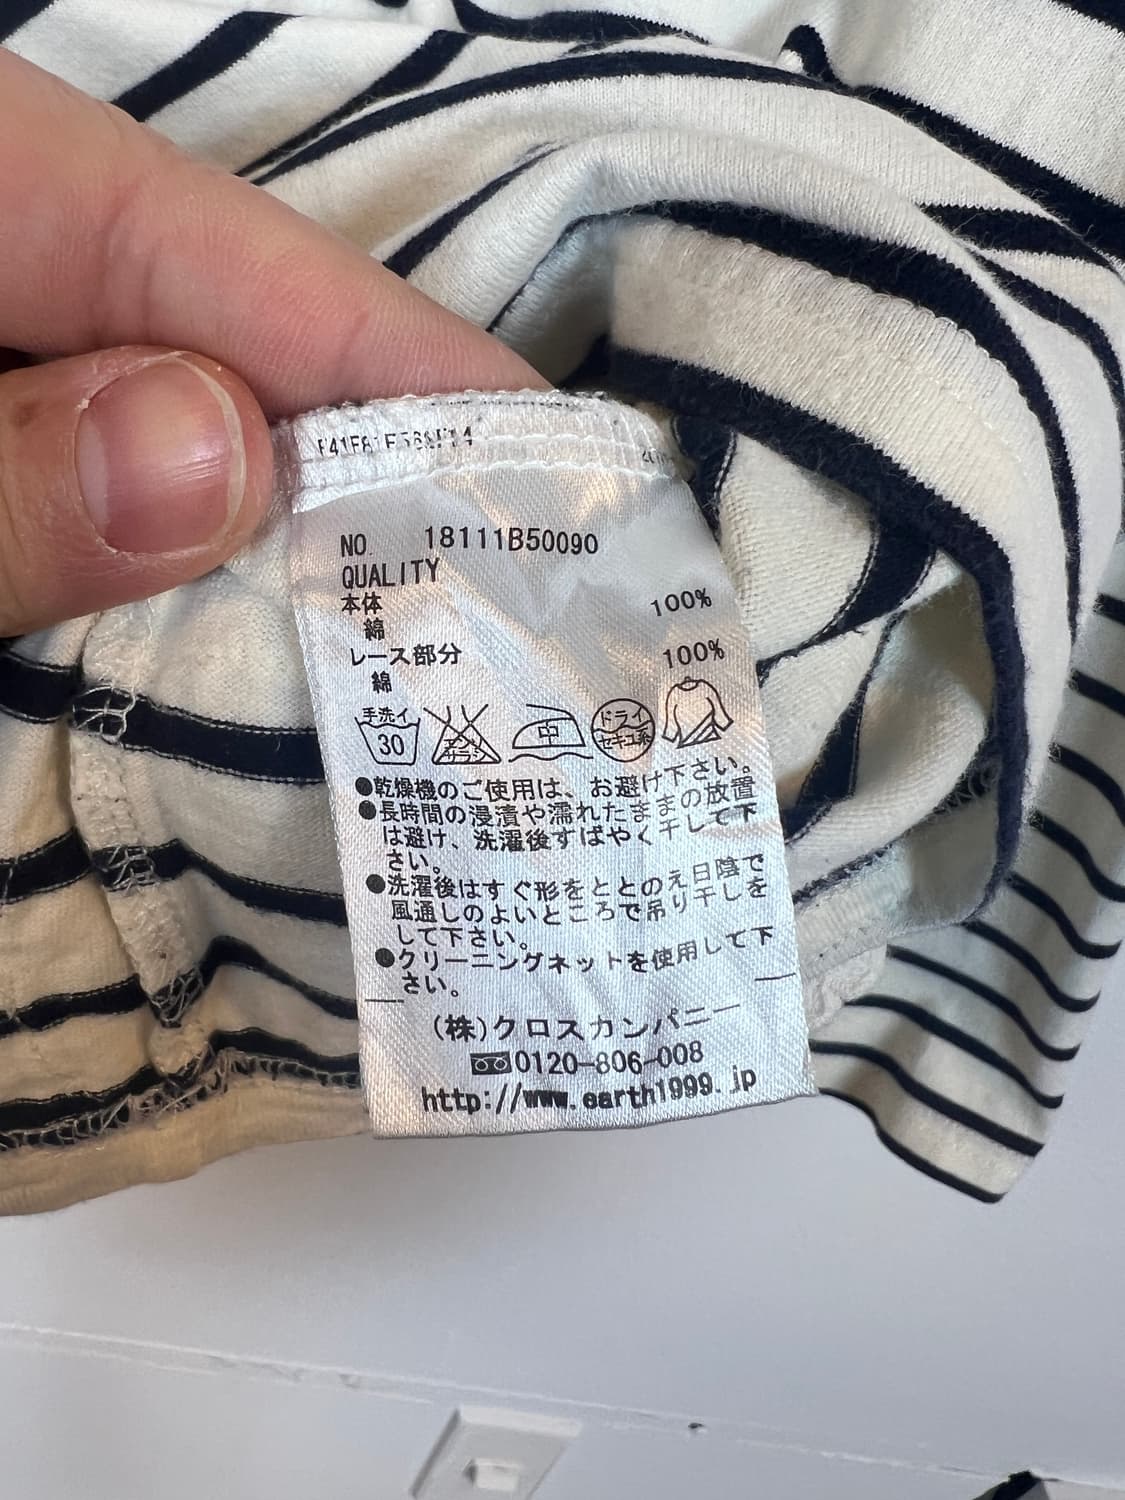 NO. 18111B50090
QUALITY
本体 100%
綿
レース部分 100%
綿
手洗イ
30
エンソ
サラシ
中
ドライ
セキユ系
●乾燥機のご使用は、お避け下さい。
●長時間の浸漬や濡れたままの放置
は避け、洗濯後すばやく干して下
さい。
●洗濯後はすぐ形をととのえ日陰で
風通しのよいところで吊り干しを
して下さい。
●クリーニングネットを使用して下
さい。
(株)クロスカンパニー
0120-806-008
http://www.earth1999.jp